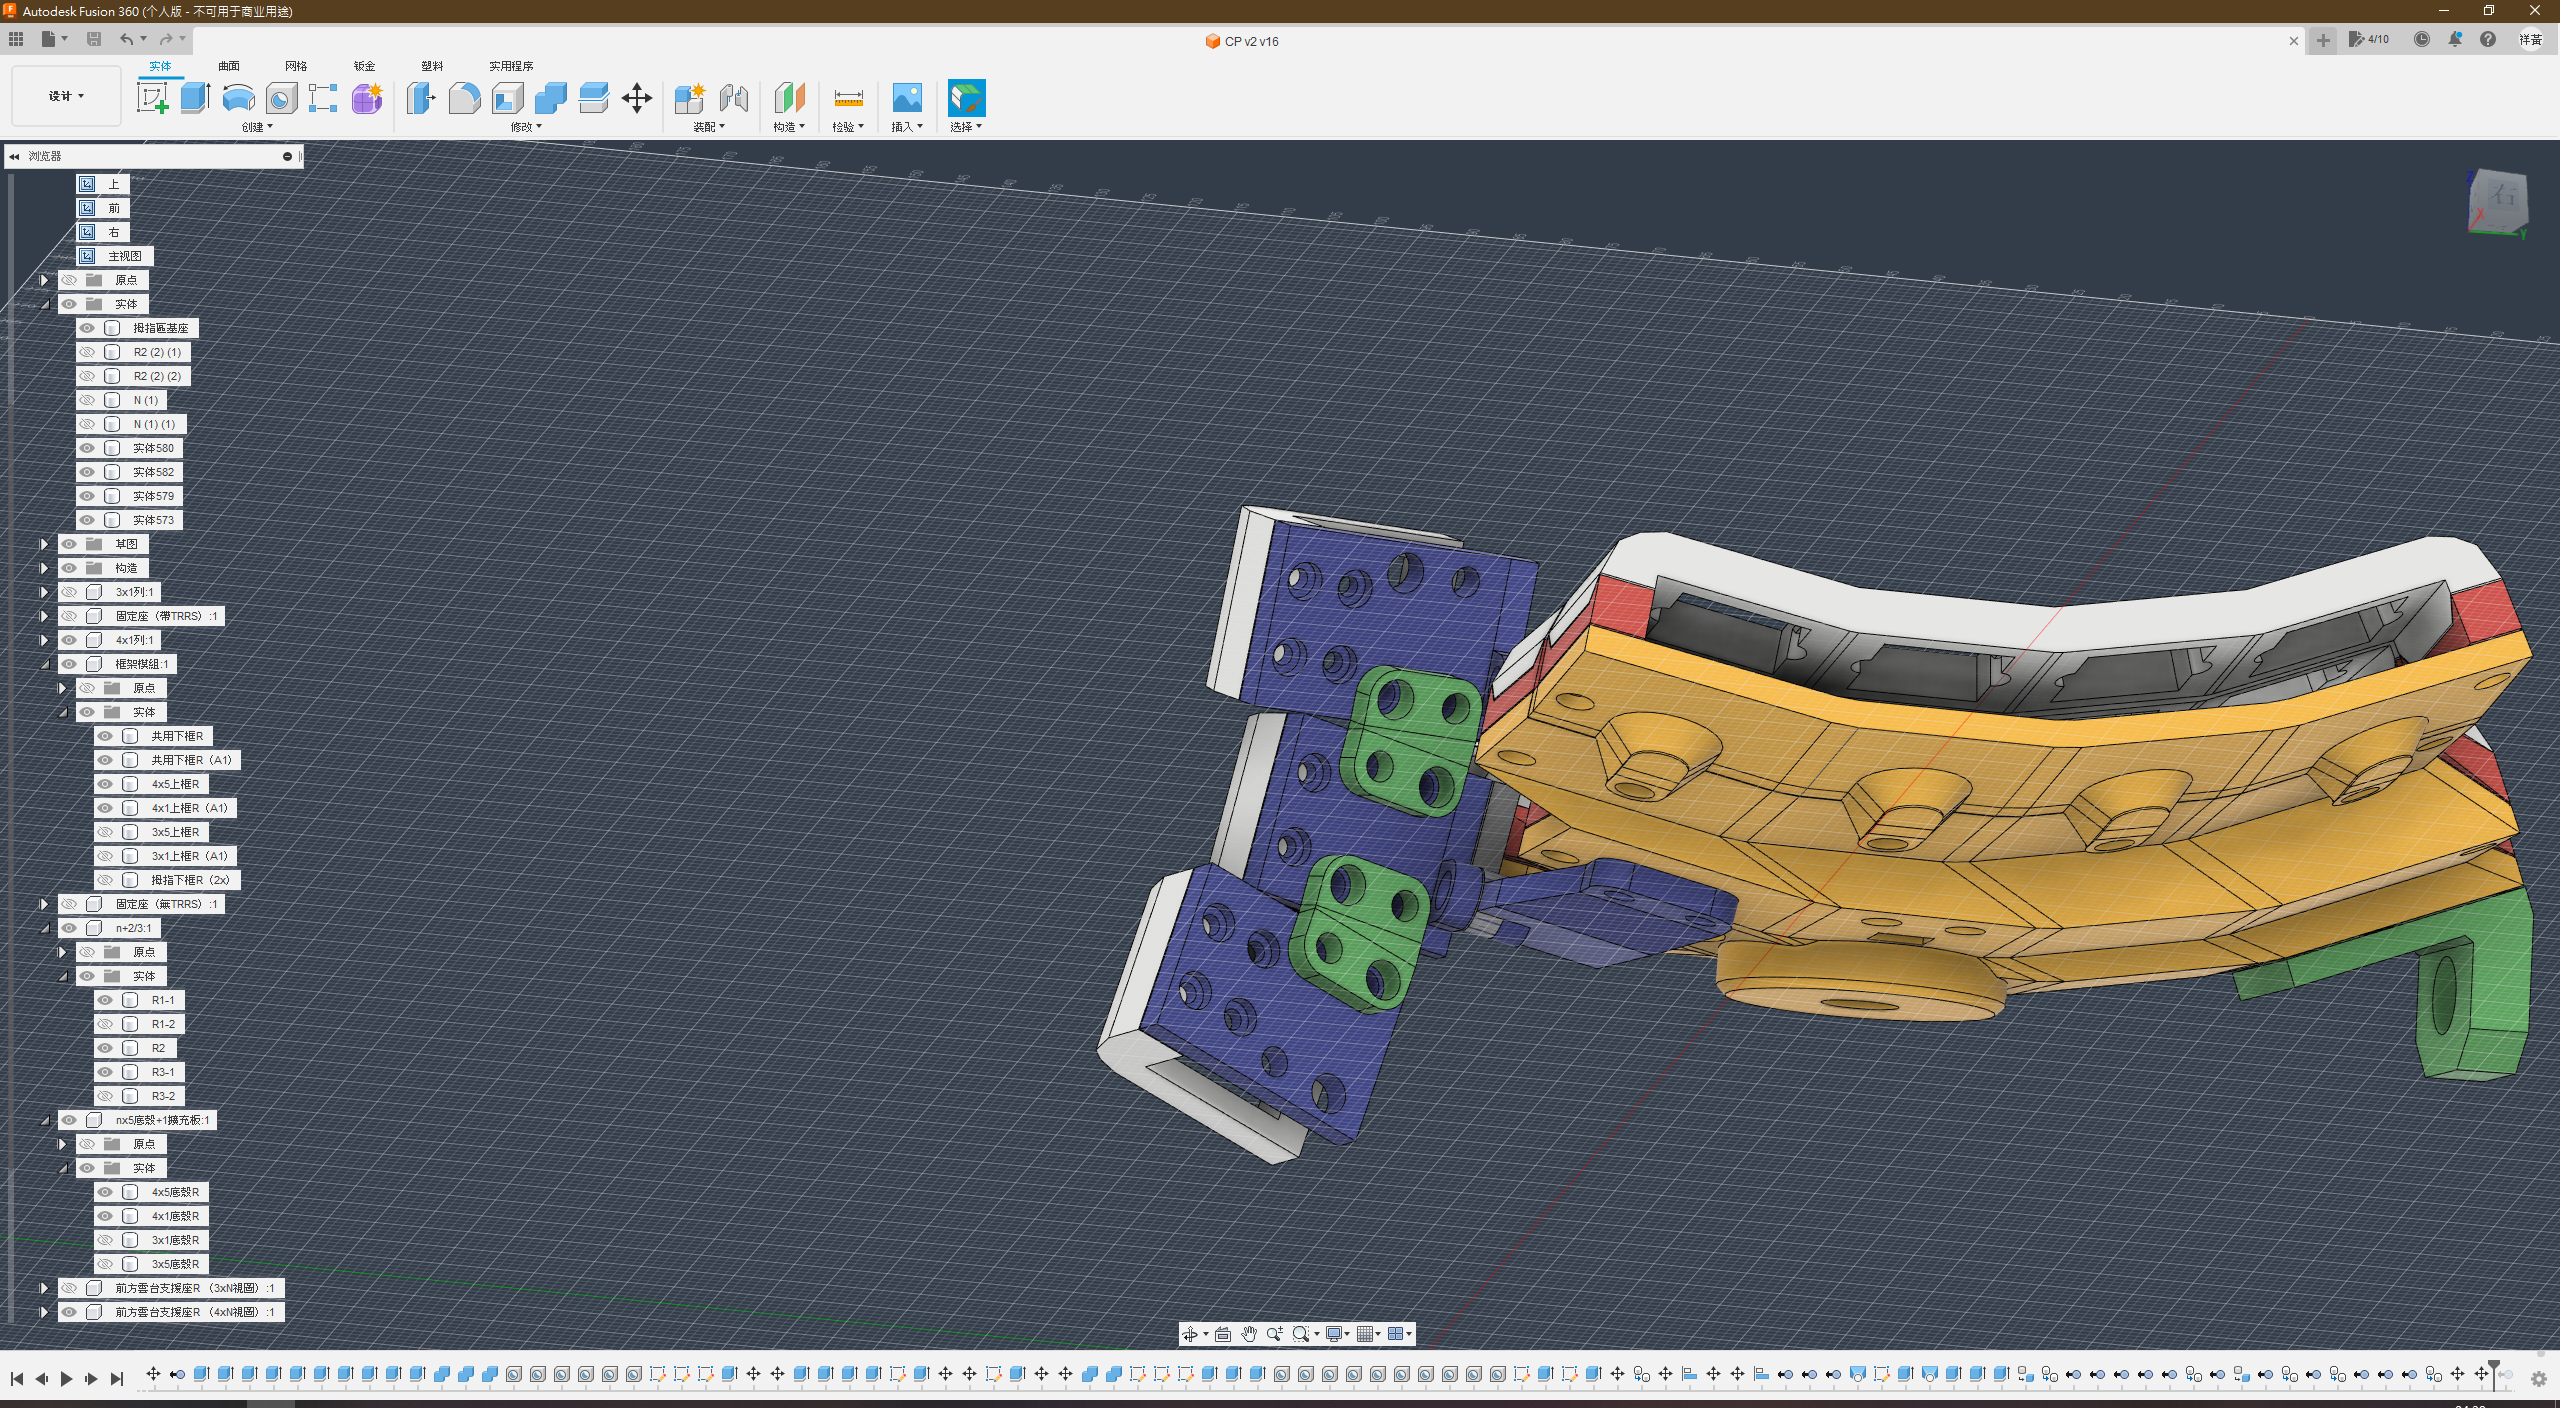 Autodesk Fusion 360 (个人版 - 不可用于商业用途)
CP v2 v16
4/10
祥黃
实体 曲面 网格 钣金 塑料 实用程序
设计
创建 修改 装配 构造 检验 插入 选择
浏览器
上
前
右
主视图
原点
实体
拇指區基座
R2 (2) (1)
R2 (2) (2)
N (1)
N (1) (1)
实体580
实体582
实体579
实体573
草图
构造
3x1列:1
固定座（帶TRRS）:1
4x1列:1
框架模組:1
原点
实体
共用下框R
共用下框R（A1）
4x5上框R
4x1上框R（A1）
3x5上框R
3x1上框R（A1）
拇指下框R（2x）
固定座（無TRRS）:1
n+2/3:1
原点
实体
R1-1
R1-2
R2
R3-1
R3-2
nx5底殼+1擴充板:1
原点
实体
4x5底殼R
4x1底殼R
3x1底殼R
3x5底殼R
前方雲台支援座R（3xN視圖）:1
前方雲台支援座R（4xN視圖）:1
右
Z
X
Y